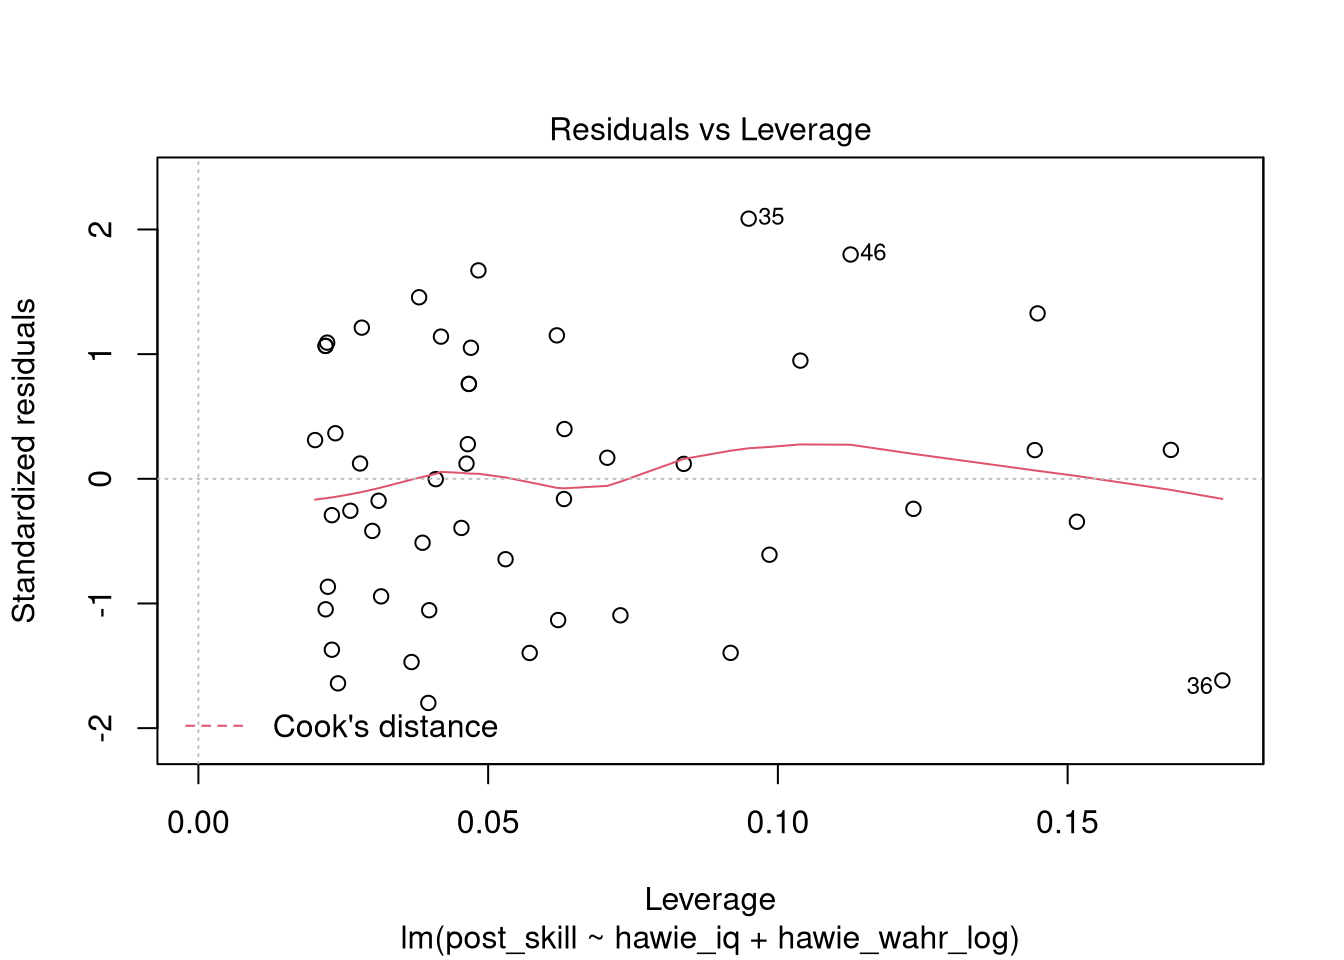 Residuals vs Leverage
Standardized residuals
2
1
0
-1
-2
35
46
36
Cook's distance
0.00 0.05 0.10 0.15
Leverage
lm(post_skill ~ hawie_iq + hawie_wahr_log)